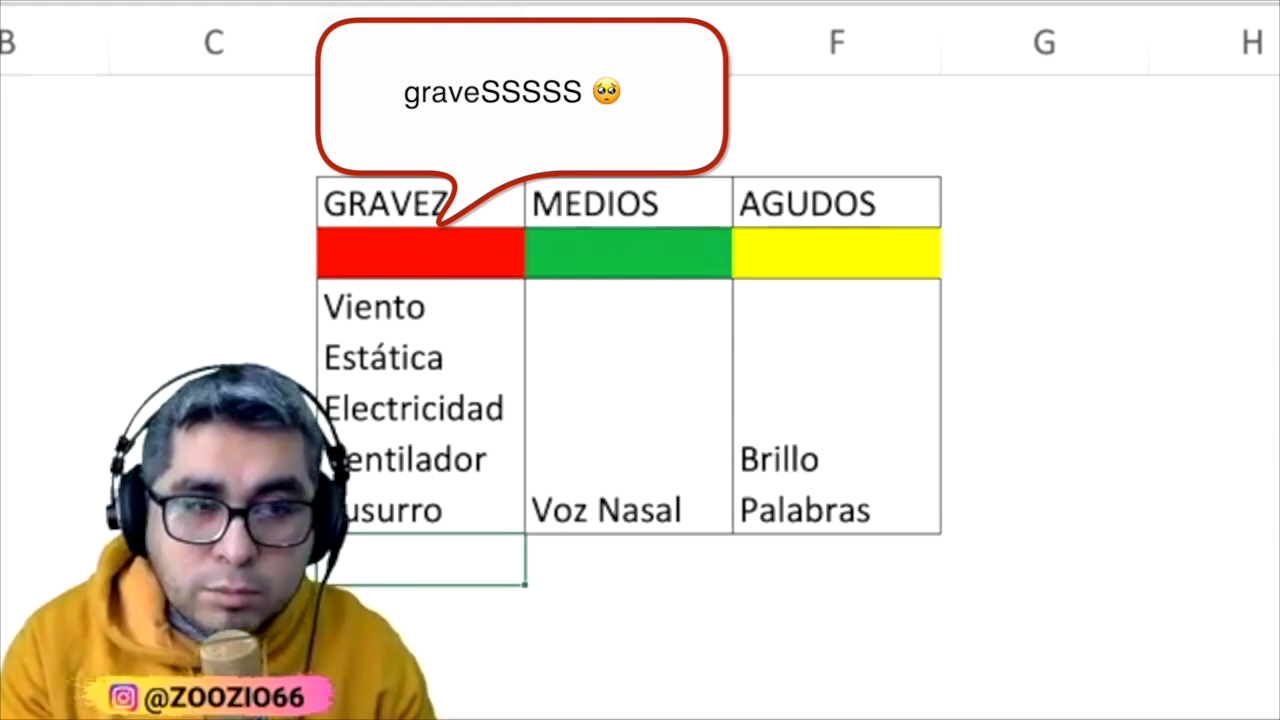 B C F G H
graveSSSSS 🥺
GRAVEZ MEDIOS AGUDOS
Viento
Estática
Electricidad
entilador Brillo
usurro Voz Nasal Palabras
@ZOOZIO66